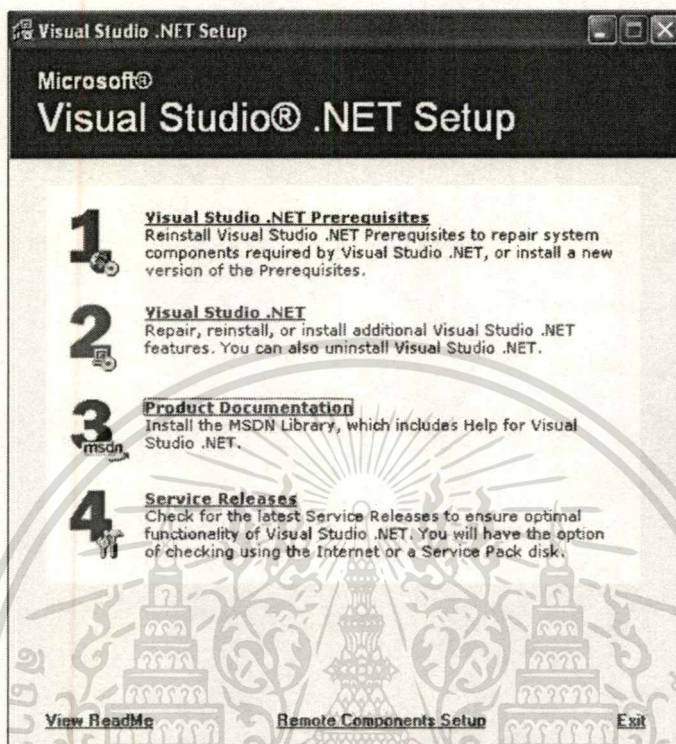 Visual Studio .NET Setup
Microsoft®
Visual Studio® .NET Setup
1
Visual Studio .NET Prerequisites
Reinstall Visual Studio .NET Prerequisites to repair system
components required by Visual Studio .NET, or install a new
version of the Prerequisites.
2
Visual Studio .NET
Repair, reinstall, or install additional Visual Studio .NET
features. You can also uninstall Visual Studio .NET.
3
msdn
Product Documentation
Install the MSDN Library, which includes Help for Visual
Studio .NET.
4
Service Releases
Check for the latest Service Releases to ensure optimal
functionality of Visual Studio .NET. You will have the option
of checking using the Internet or a Service Pack disk.
View ReadMe
Remote Components Setup
Exit